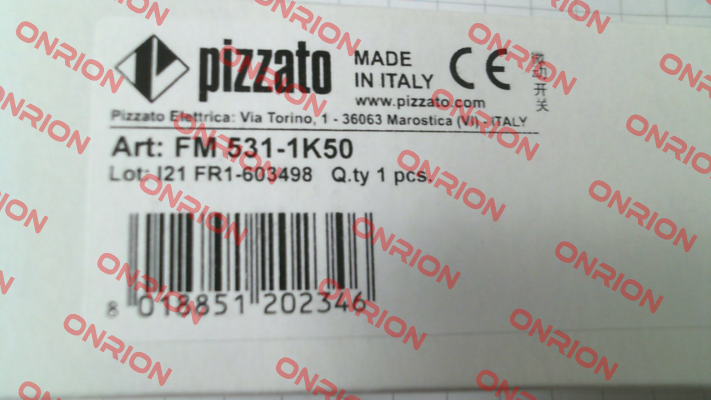 pizzato
MADE
IN ITALY
CE
微动开关
www.pizzato.com
Pizzato Elettrica: Via Torino, 1 - 36063 Marostica (VI) - ITALY
Art: FM 531-1K50
Lot: I21 FR1-603498 Q.ty 1 pcs.
8 018851 202346
ONRION